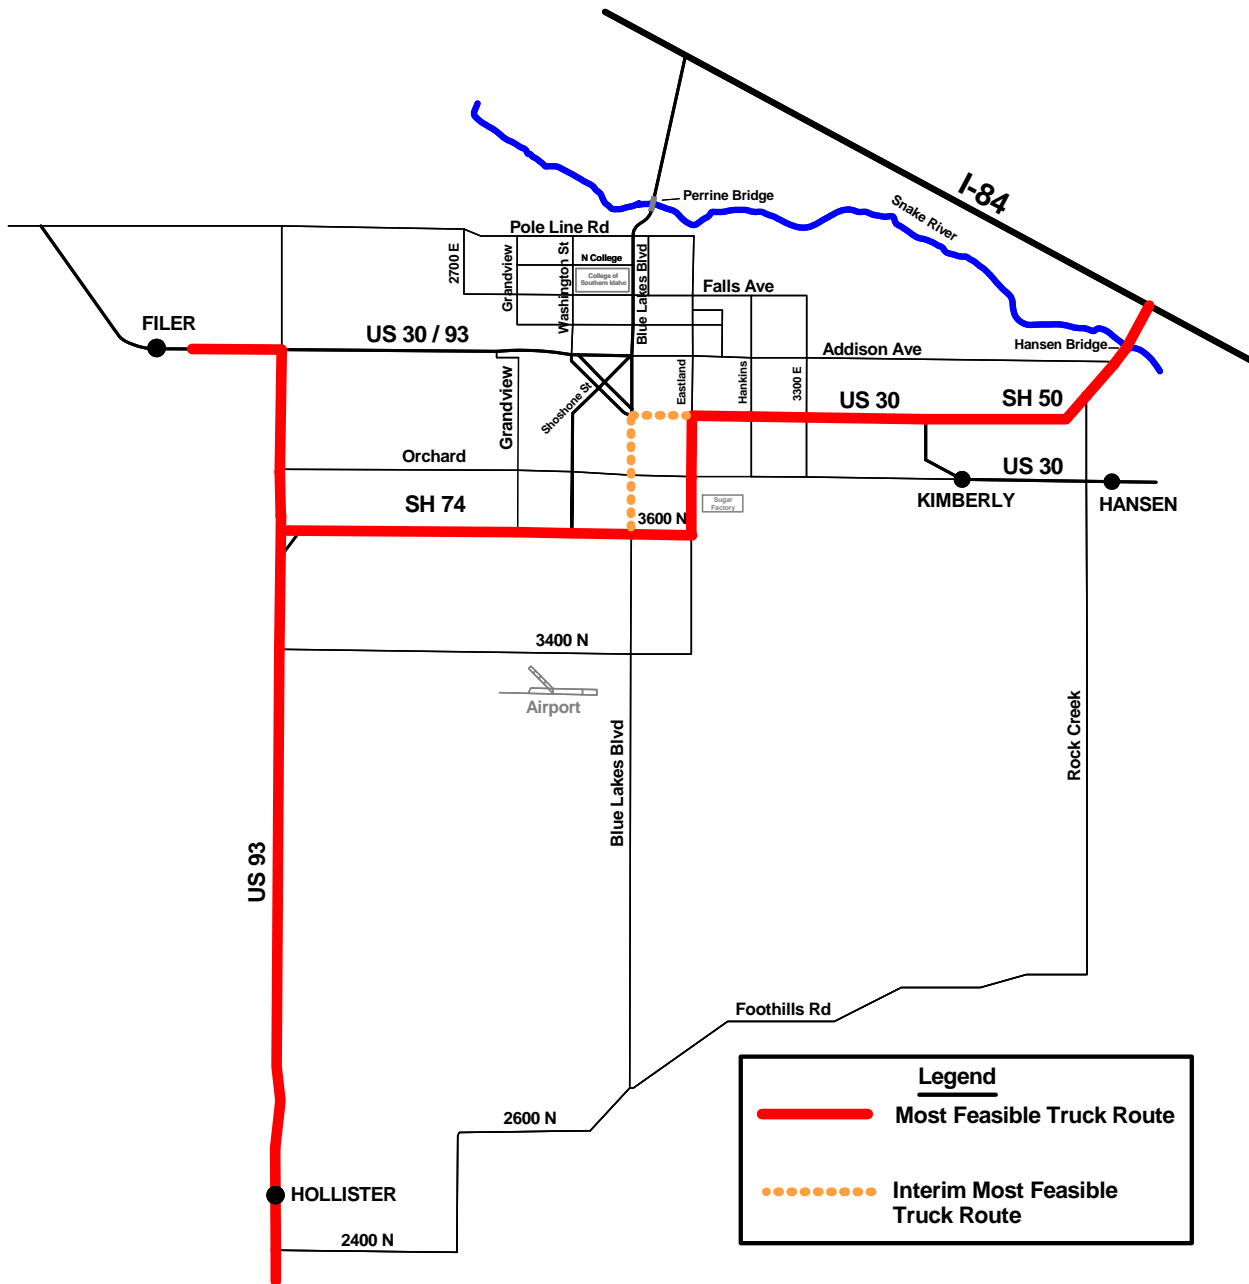 I-84
Perrine Bridge
Snake River
Pole Line Rd
2700 E
Grandview
Washington St
N College
College of
Southern Idaho
Blue Lakes Blvd
Falls Ave
FILER
US 30 / 93
Addison Ave
Hansen Bridge
Shoshone St
Eastland
Hankins
3300 E
US 30
SH 50
Grandview
Orchard
US 30
KIMBERLY
HANSEN
SH 74
3600 N
Sugar
Factory
3400 N
Airport
Blue Lakes Blvd
Rock Creek
US 93
Foothills Rd
2600 N
HOLLISTER
2400 N
Legend
Most Feasible Truck Route
Interim Most Feasible
Truck Route